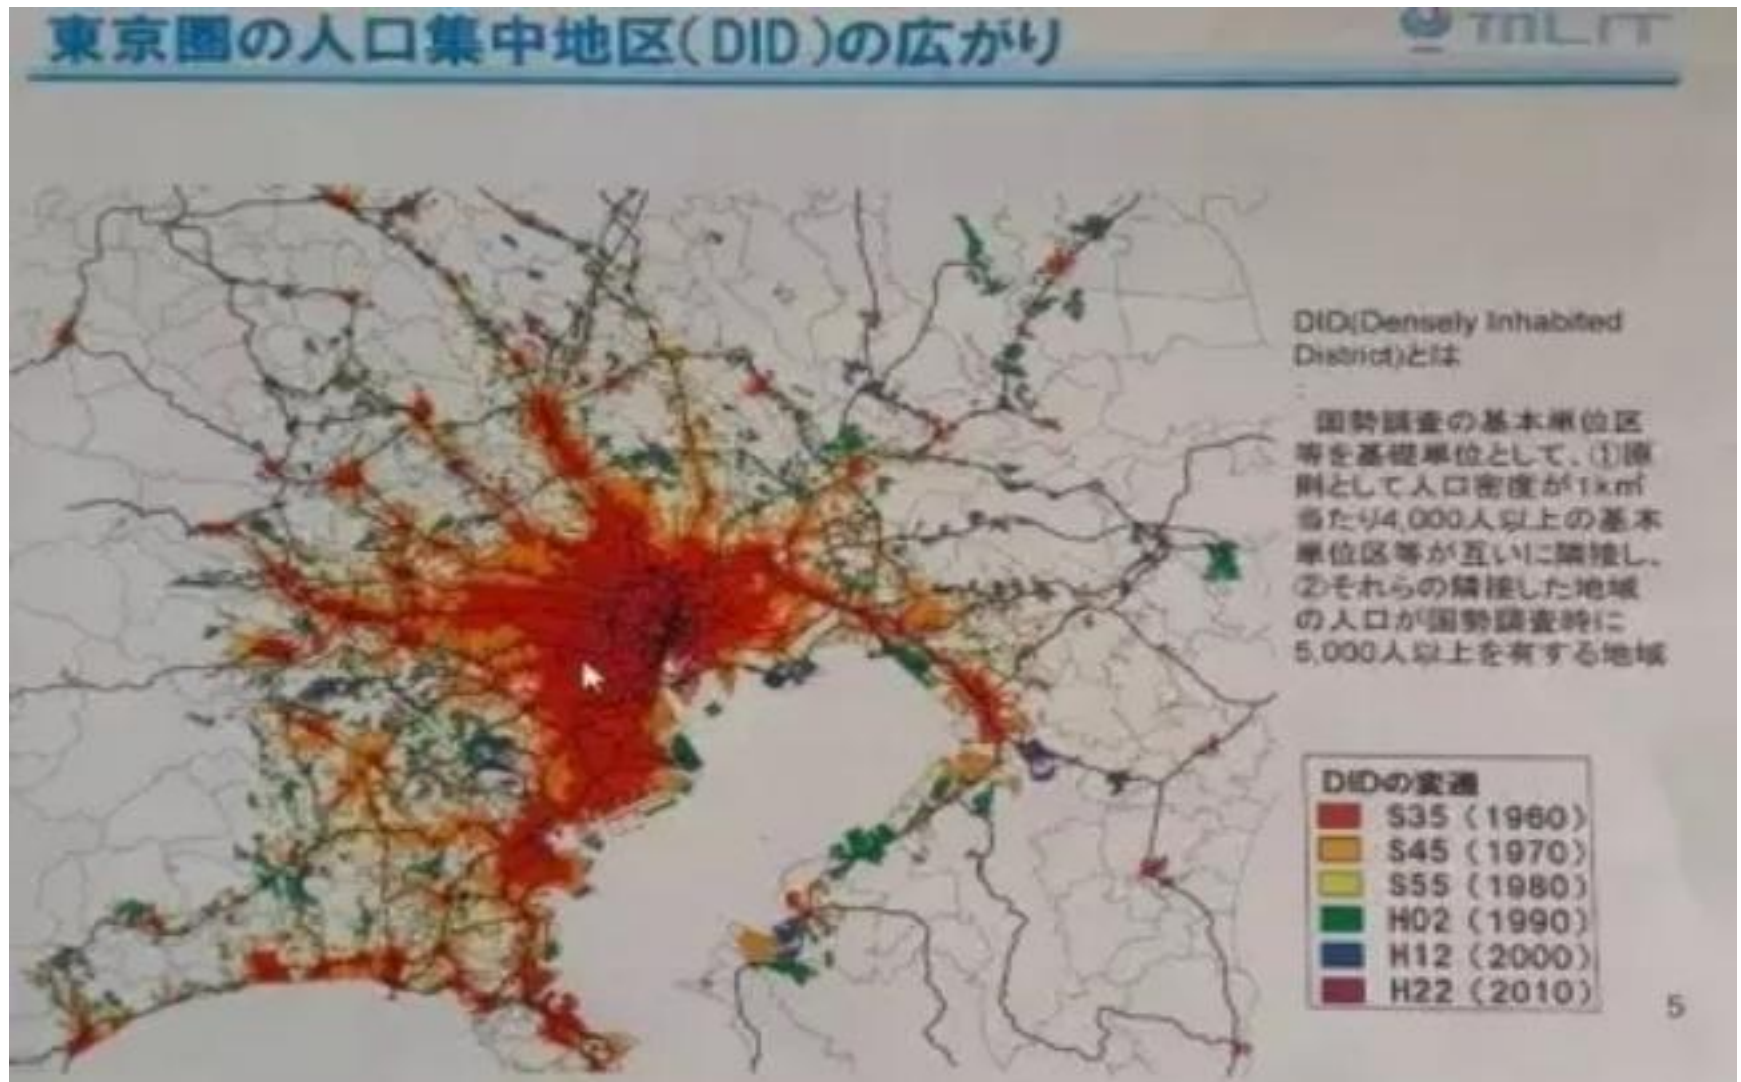 東京圏の人口集中地区(DID)の広がり
MLIT
DID(Densely Inhabited
District)とは
国勢調査の基本単位区
等を基礎単位として、①原
則として人口密度が1k㎡
当たり4,000人以上の基本
単位区等が互いに隣接し、
②それらの隣接した地域
の人口が国勢調査時に
5,000人以上を有する地域
DIDの変遷
S35(1960)
S45(1970)
S55(1980)
H02(1990)
H12(2000)
H22(2010)
5